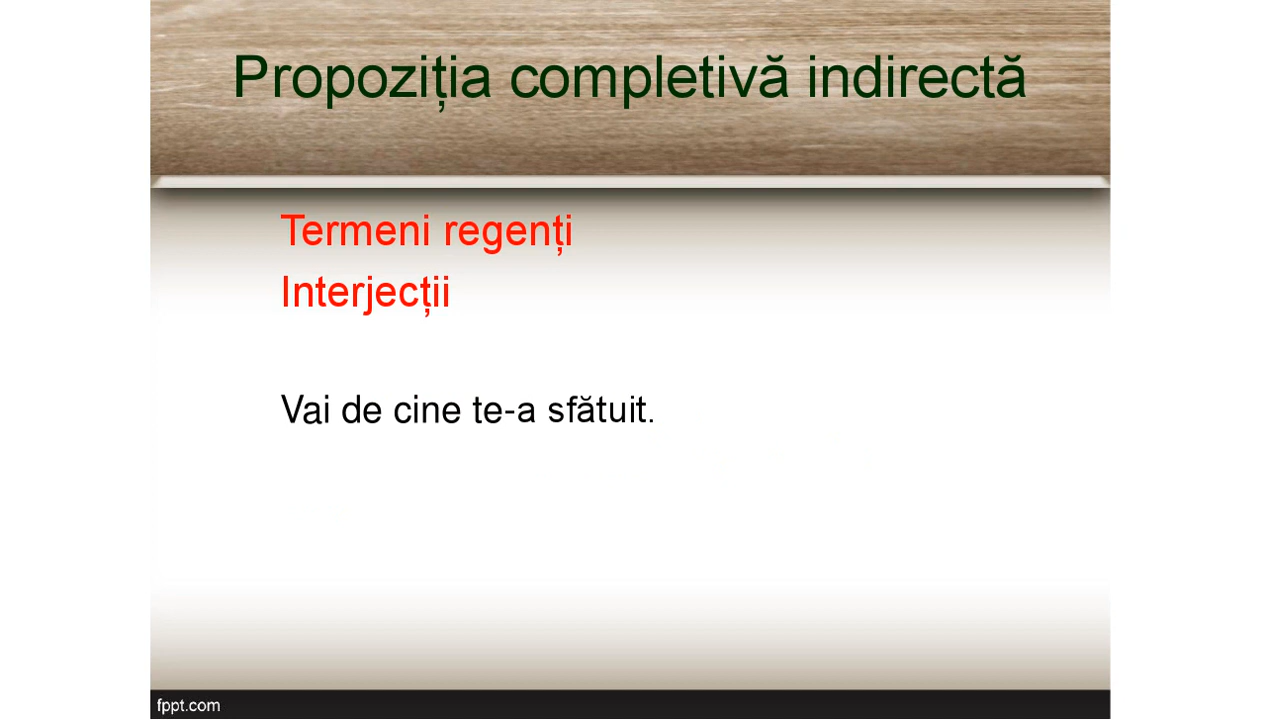 Propoziția completivă indirectă
Termeni regenți
Interjecții
Vai de cine te-a sfătuit.
fppt.com